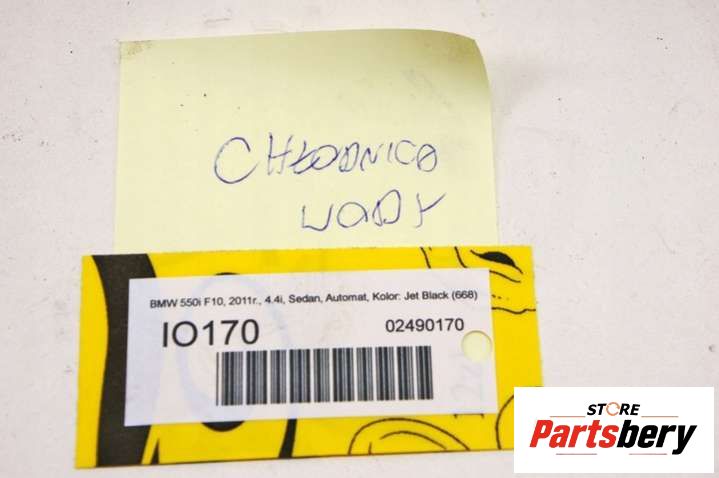 CHŁODNICA
WODY
BMW 550i F10, 2011r., 4.4i, Sedan, Automat, Kolor: Jet Black (668)
IO170
02490170
STORE
Partsbery